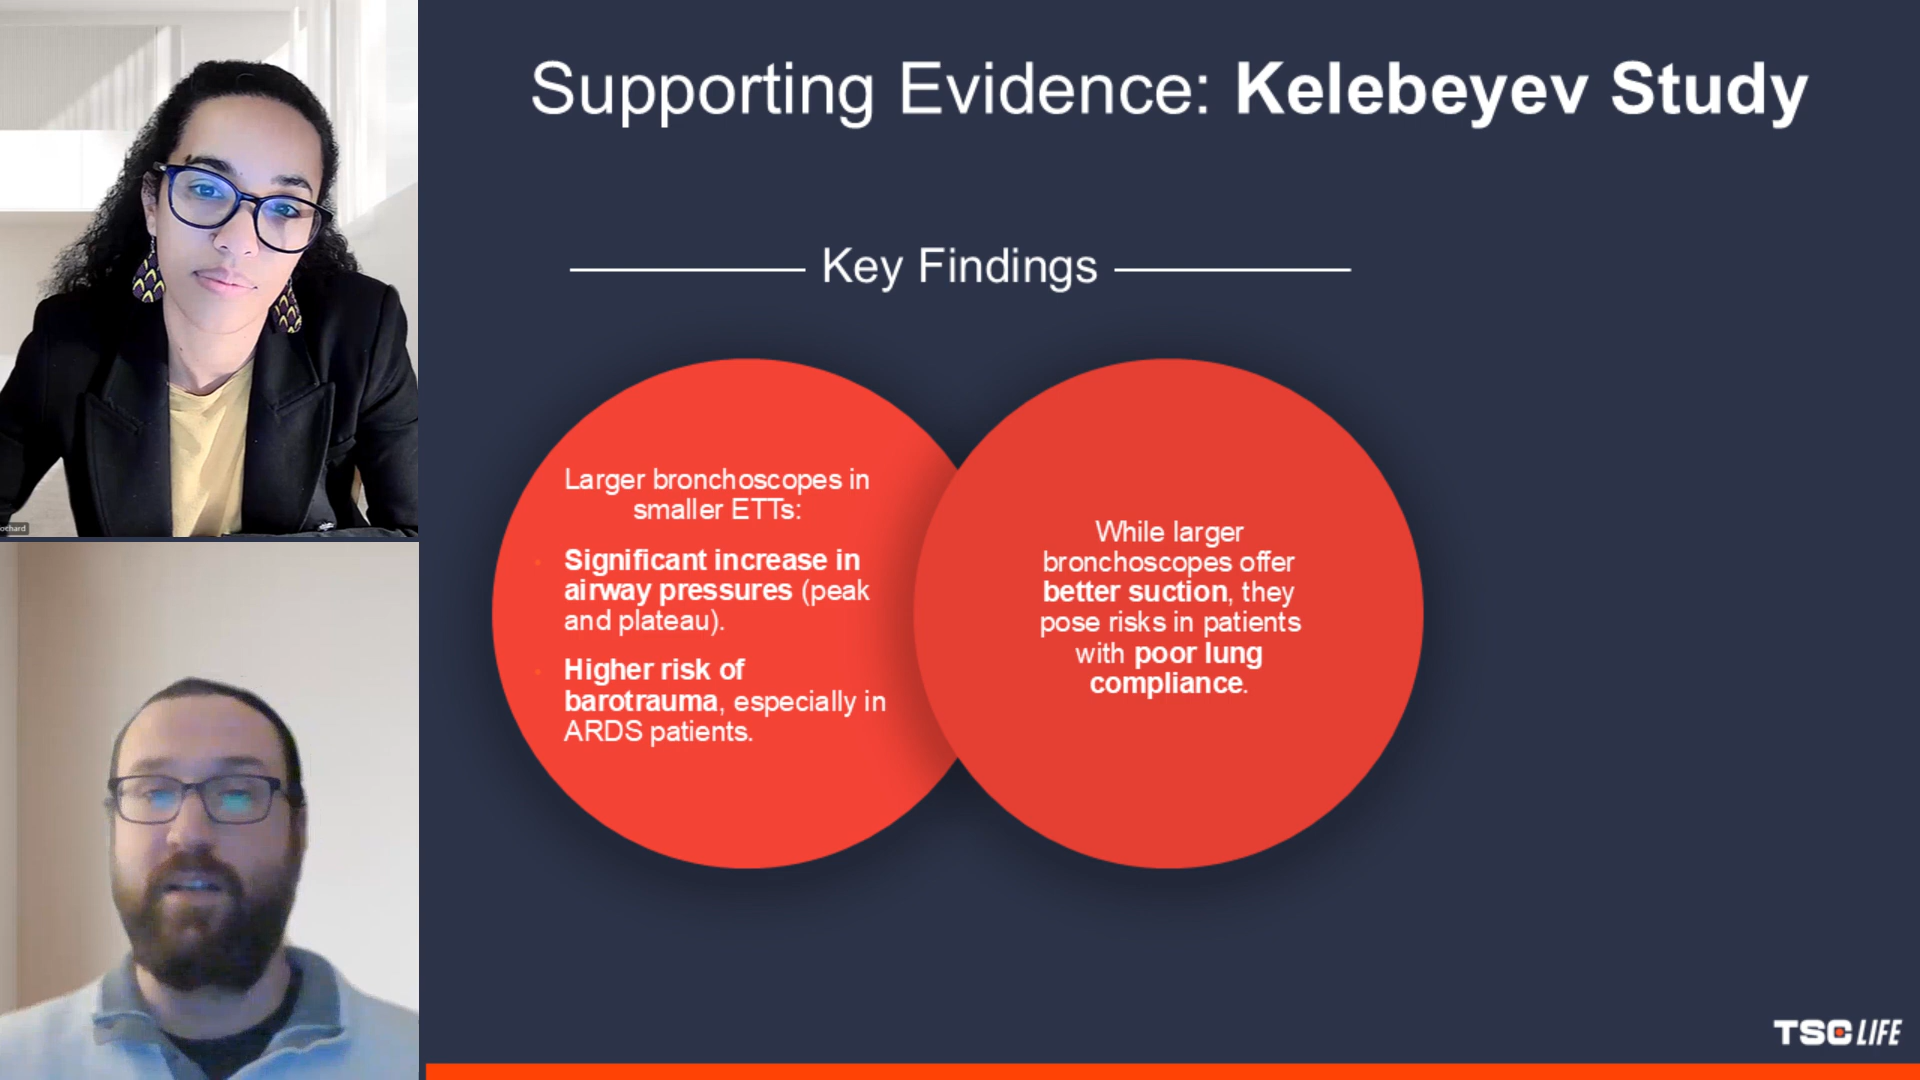 Supporting Evidence: Kelebeyev Study
Key Findings
Larger bronchoscopes in
smaller ETTs:
Significant increase in
airway pressures (peak
and plateau).
Higher risk of
barotrauma, especially in
ARDS patients.
While larger
bronchoscopes offer
better suction, they
pose risks in patients
with poor lung
compliance.
TSC LIFE